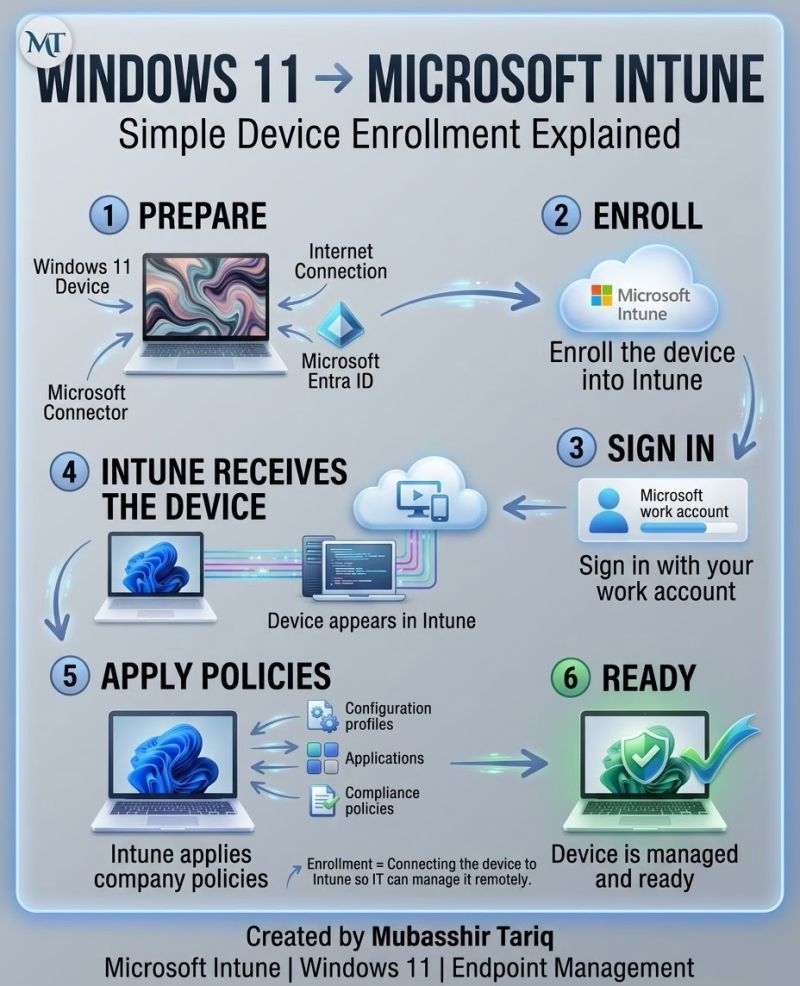 MT
WINDOWS 11 → MICROSOFT INTUNE
Simple Device Enrollment Explained
1 PREPARE
Windows 11
Device
Internet
Connection
Microsoft
Connector
Microsoft
Entra ID
2 ENROLL
Microsoft
Intune
Enroll the device
into Intune
3 SIGN IN
Microsoft
work account
Sign in with your
work account
4 INTUNE RECEIVES
THE DEVICE
Device appears in Intune
5 APPLY POLICIES
Configuration
profiles
Applications
Compliance
policies
Intune applies
company policies
Enrollment = Connecting the device to
Intune so IT can manage it remotely.
6 READY
Device is managed
and ready
Created by Mubasshir Tariq
Microsoft Intune | Windows 11 | Endpoint Management